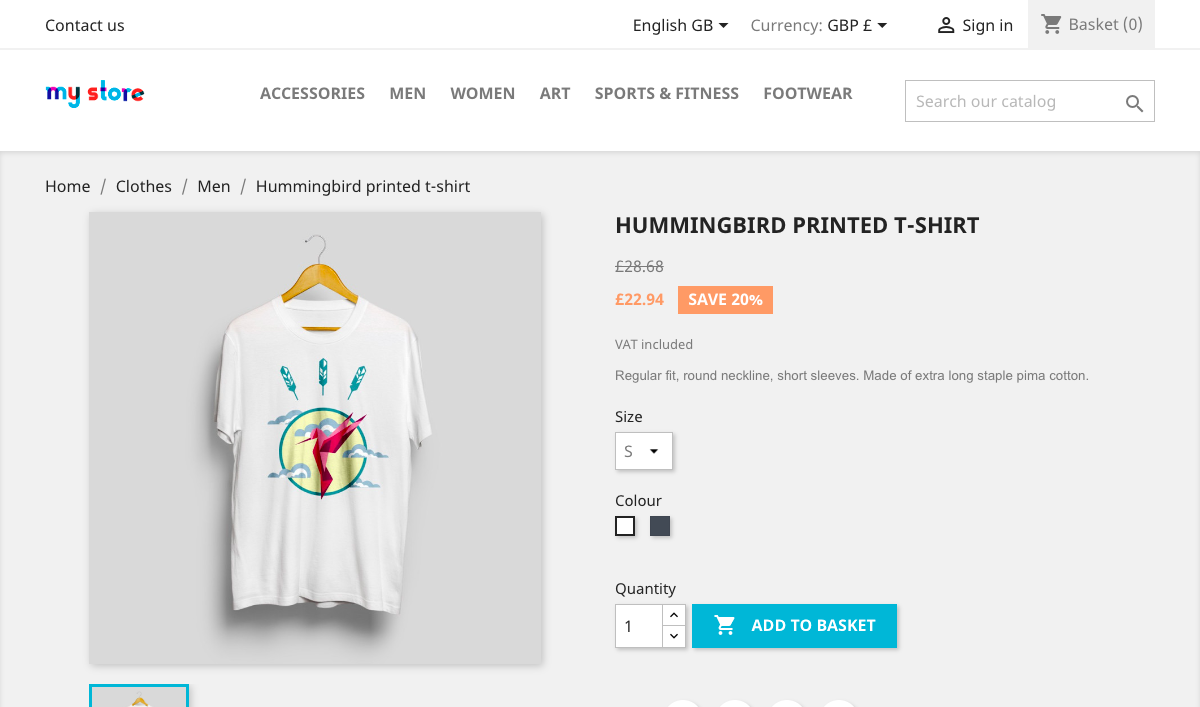 Contact us
English GB
Currency: GBP £
Sign in
Basket (0)
my store
ACCESSORIES
MEN
WOMEN
ART
SPORTS & FITNESS
FOOTWEAR
Search our catalog
Home / Clothes / Men / Hummingbird printed t-shirt
HUMMINGBIRD PRINTED T-SHIRT
£28.68
£22.94 SAVE 20%
VAT included
Regular fit, round neckline, short sleeves. Made of extra long staple pima cotton.
Size
S
Colour
Quantity
1
ADD TO BASKET